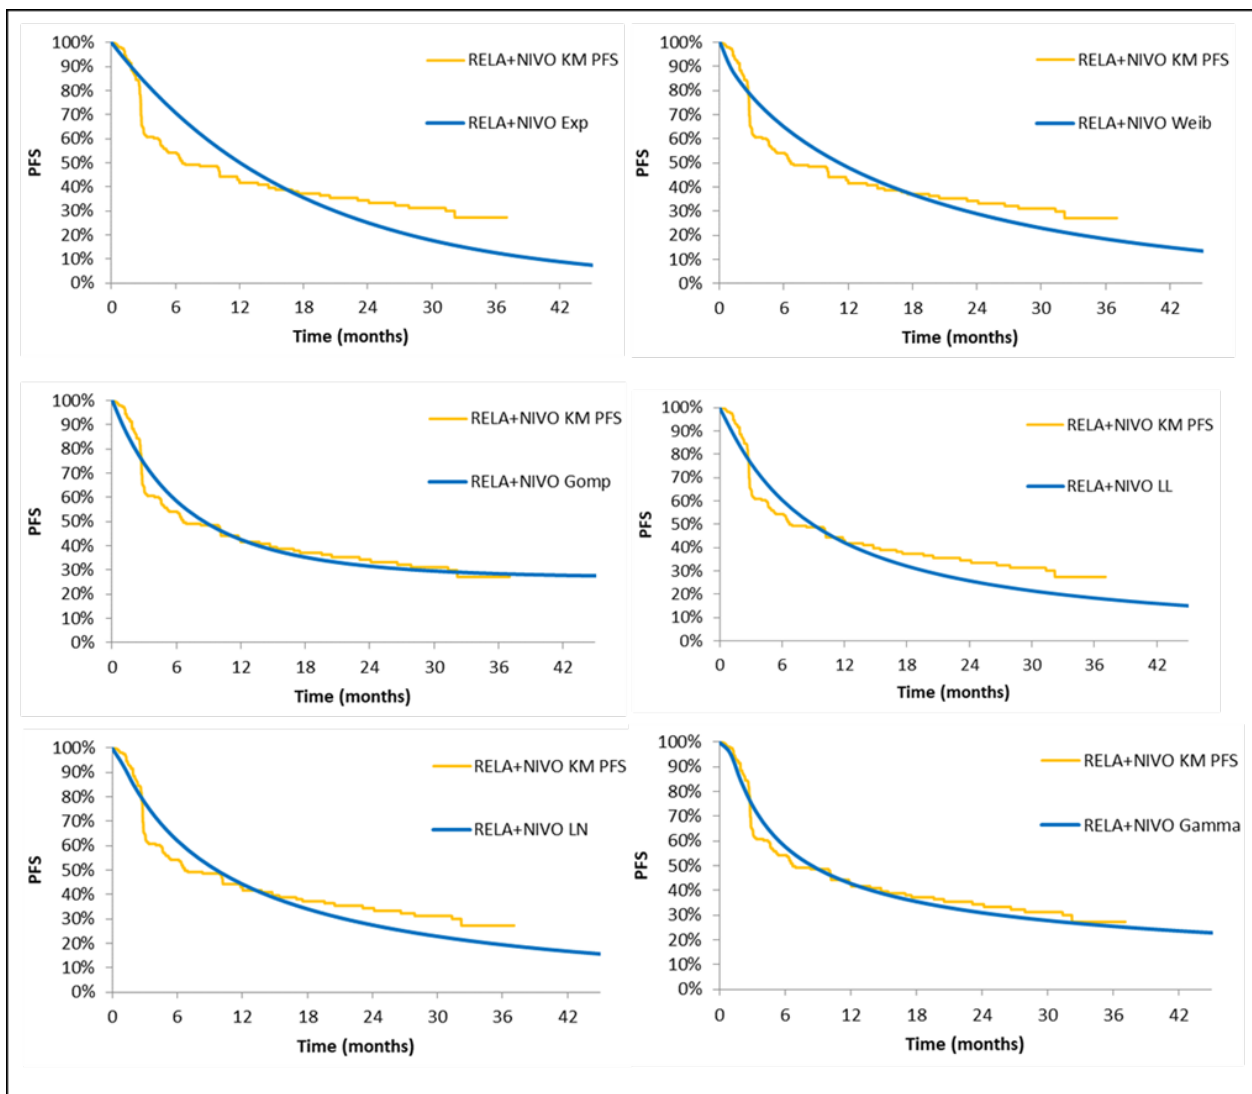 100%
90%
80%
70%
60%
50%
40%
30%
20%
10%
0%
PFS
RELA+NIVO KM PFS
RELA+NIVO Exp
0 6 12 18 24 30 36 42
Time (months)
100%
90%
80%
70%
60%
50%
40%
30%
20%
10%
0%
PFS
RELA+NIVO KM PFS
RELA+NIVO Weib
0 6 12 18 24 30 36 42
Time (months)
100%
90%
80%
70%
60%
50%
40%
30%
20%
10%
0%
PFS
RELA+NIVO KM PFS
RELA+NIVO Gomp
0 6 12 18 24 30 36 42
Time (months)
100%
90%
80%
70%
60%
50%
40%
30%
20%
10%
0%
PFS
RELA+NIVO KM PFS
RELA+NIVO LL
0 6 12 18 24 30 36 42
Time (months)
100%
90%
80%
70%
60%
50%
40%
30%
20%
10%
0%
PFS
RELA+NIVO KM PFS
RELA+NIVO LN
0 6 12 18 24 30 36 42
Time (months)
100%
90%
80%
70%
60%
50%
40%
30%
20%
10%
0%
PFS
RELA+NIVO KM PFS
RELA+NIVO Gamma
0 6 12 18 24 30 36 42
Time (months)